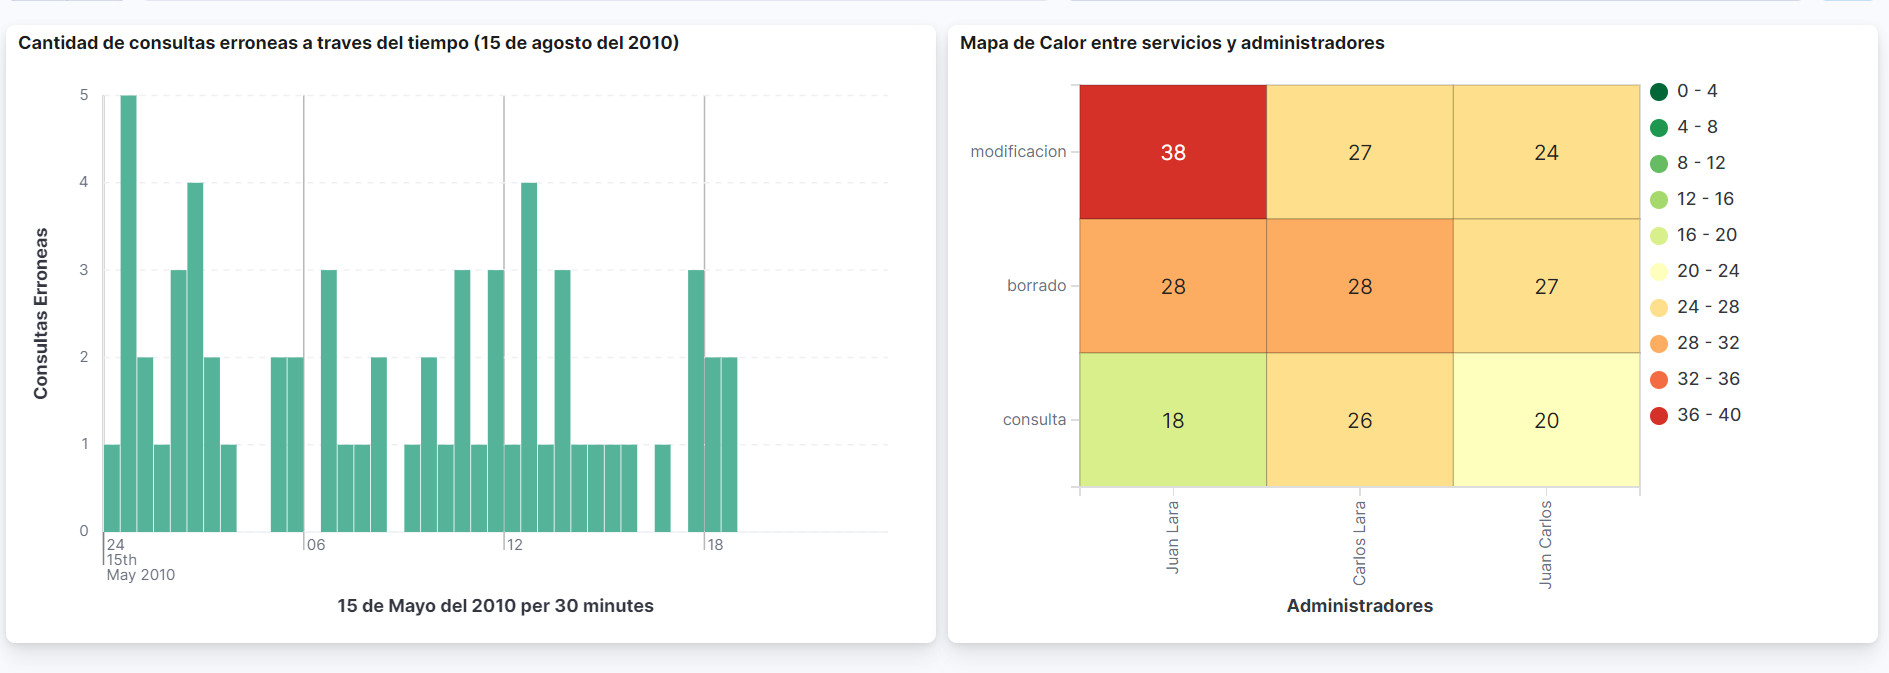 Cantidad de consultas erroneas a traves del tiempo (15 de agosto del 2010)
5
4
3
2
1
0
Consultas Erroneas
24
15th
May 2010
06
12
18
15 de Mayo del 2010 per 30 minutes
Mapa de Calor entre servicios y administradores
modificacion
38
27
24
borrado
28
28
27
consulta
18
26
20
Juan Lara
Carlos Lara
Juan Carlos
Administradores
0 - 4
4 - 8
8 - 12
12 - 16
16 - 20
20 - 24
24 - 28
28 - 32
32 - 36
36 - 40